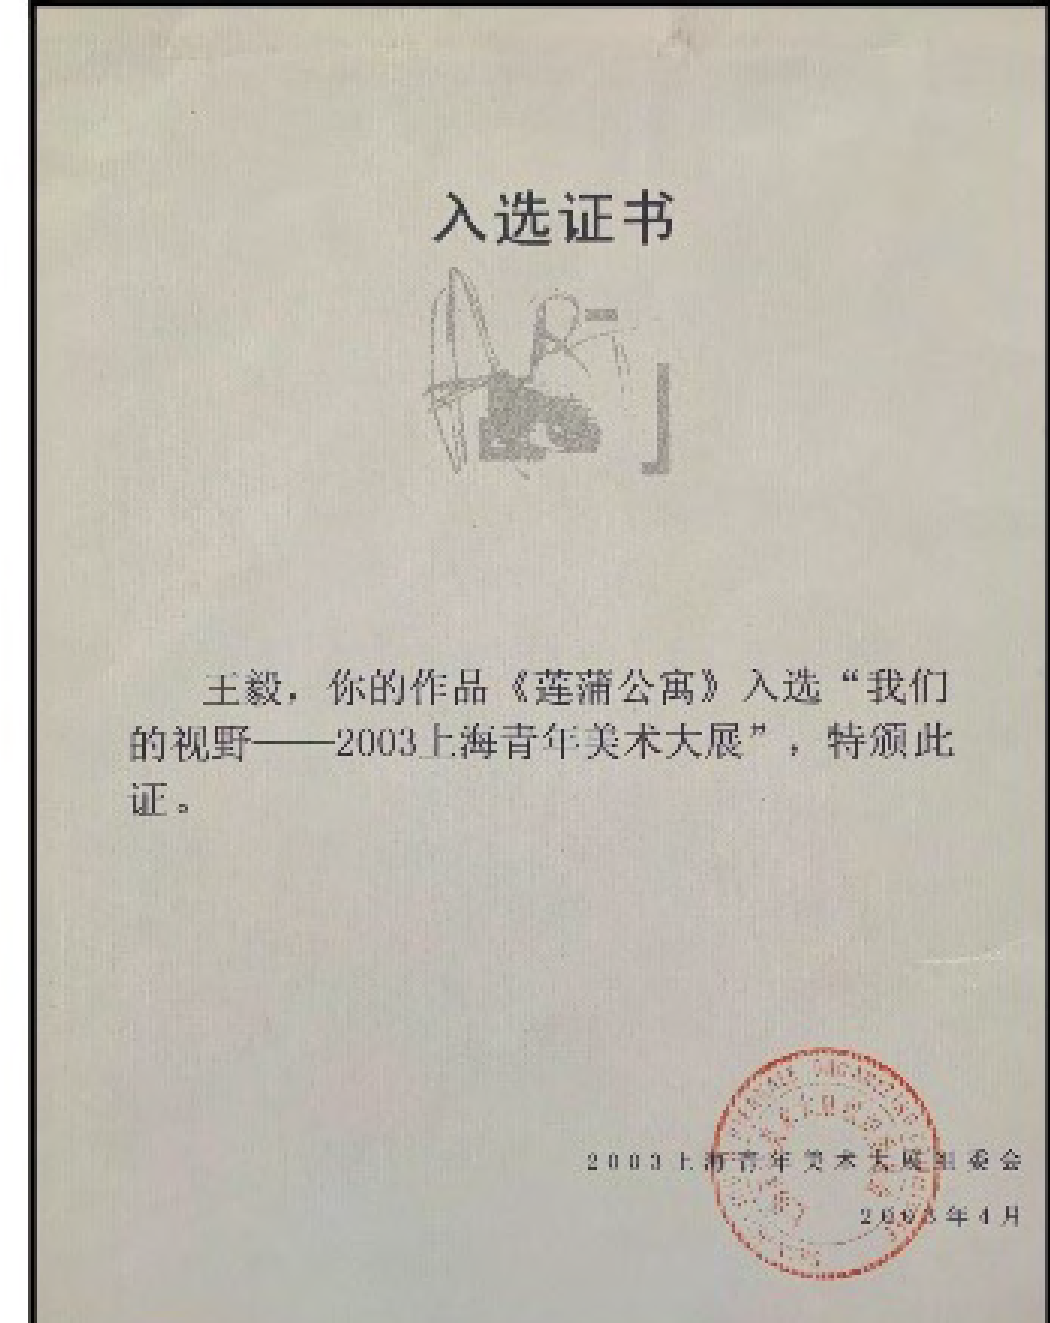 入选证书
王毅，你的作品《莲蒲公寓》入选“我们
的视野——2003上海青年美术大展”，特颁此
证。
2003上海青年美术大展组委会
2003年4月